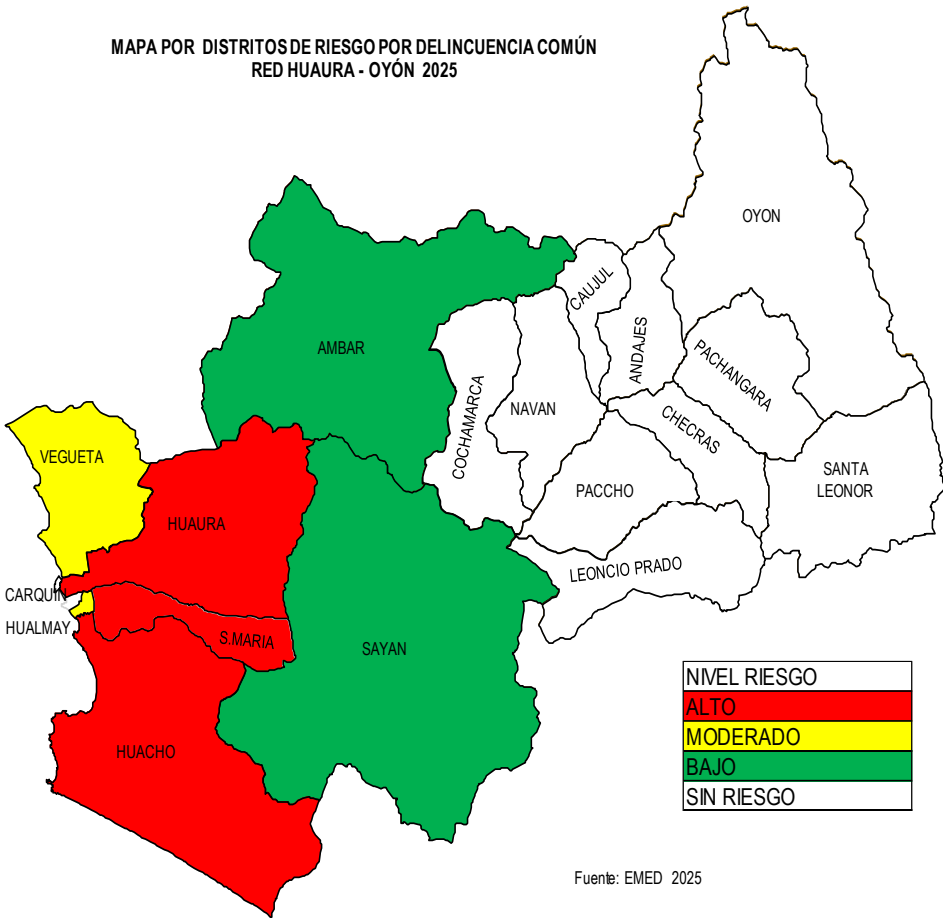 MAPA POR DISTRITOS DE RIESGO POR DELINCUENCIA COMÚN
RED HUAURA - OYÓN 2025
OYON
CAUJUL
ANDAJES
PACHANGARA
AMBAR
COCHAMARCA
NAVAN
CHECRAS
VEGUETA
SANTA
LEONOR
PACCHO
HUAURA
LEONCIO PRADO
CARQUIN
HUALMAY
S.MARIA
SAYAN
HUACHO
NIVEL RIESGO
ALTO
MODERADO
BAJO
SIN RIESGO
Fuente: EMED 2025